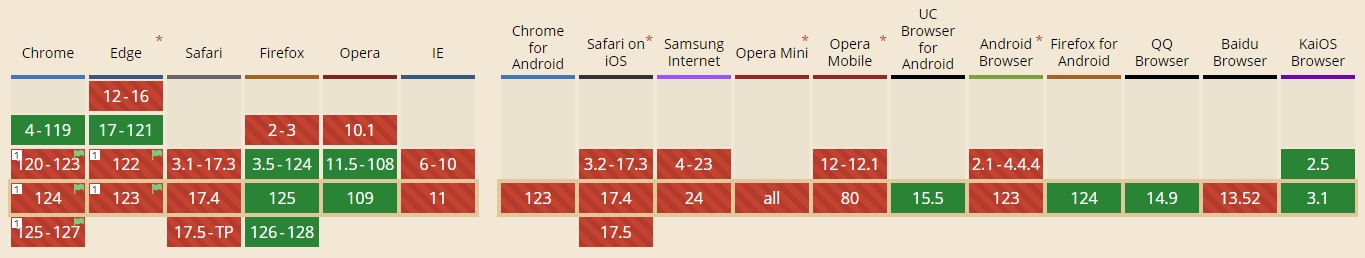 Chrome Edge * Safari Firefox Opera IE Chrome for Android Safari on iOS * Samsung Internet Opera Mini * Opera Mobile * UC Browser for Android Android Browser * Firefox for Android QQ Browser Baidu Browser KaiOS Browser
12-16
4-119 17-121 2-3 10.1
1 120-123 1 122 3.1-17.3 3.5-124 11.5-108 6-10 3.2-17.3 4-23 12-12.1 2.1-4.4.4 2.5
1 124 1 123 17.4 125 109 11 123 17.4 24 all 80 15.5 123 124 14.9 13.52 3.1
1 125-127 17.5-TP 126-128 17.5